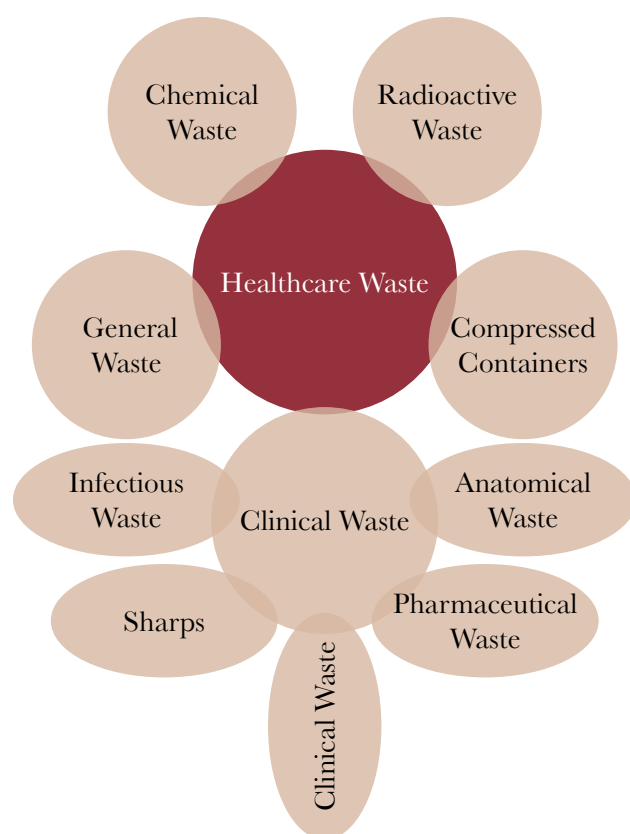 Chemical
Waste
Radioactive
Waste
Healthcare Waste
General
Waste
Compressed
Containers
Infectious
Waste
Clinical Waste
Anatomical
Waste
Sharps
Pharmaceutical
Waste
Clinical Waste